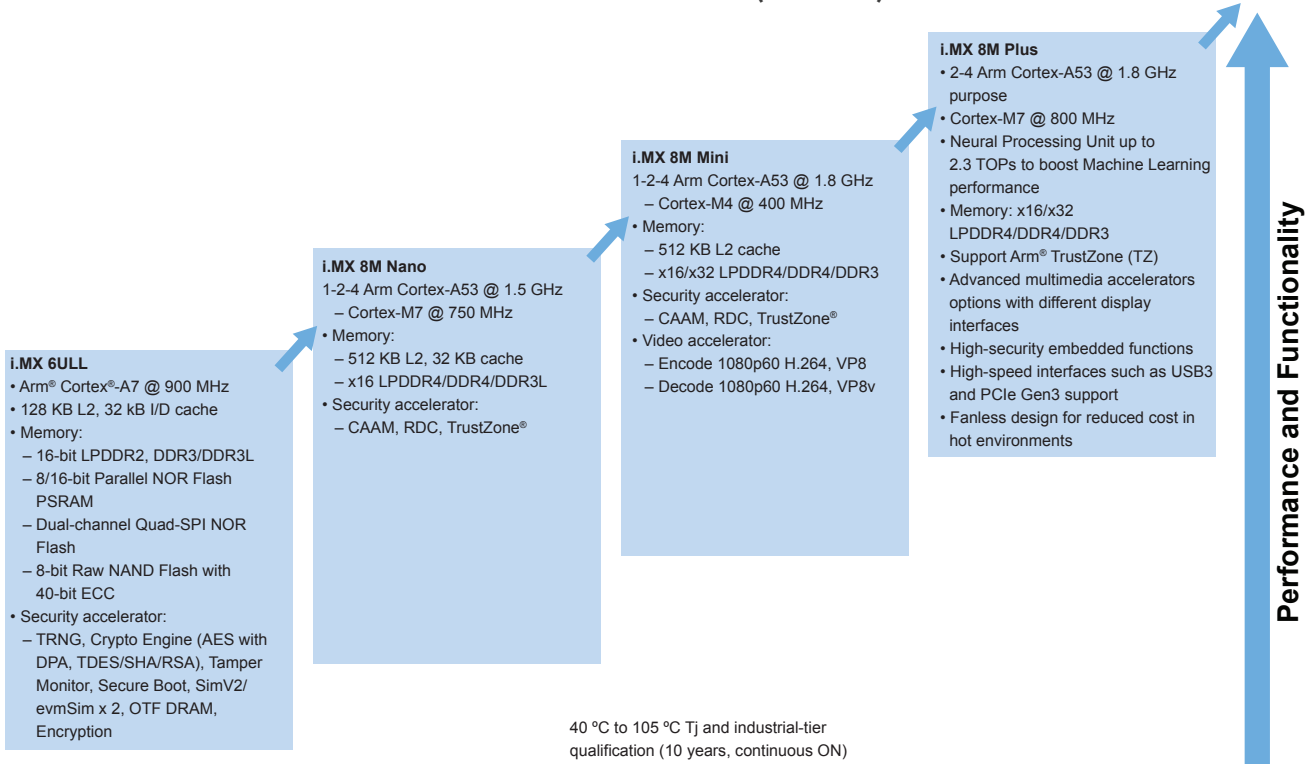 i.MX 6ULL
• Arm® Cortex®-A7 @ 900 MHz
• 128 KB L2, 32 kB I/D cache
• Memory:
– 16-bit LPDDR2, DDR3/DDR3L
– 8/16-bit Parallel NOR Flash
PSRAM
– Dual-channel Quad-SPI NOR
Flash
– 8-bit Raw NAND Flash with
40-bit ECC
• Security accelerator:
– TRNG, Crypto Engine (AES with
DPA, TDES/SHA/RSA), Tamper
Monitor, Secure Boot, SimV2/
evmSim x 2, OTF DRAM,
Encryption
i.MX 8M Nano
1-2-4 Arm Cortex-A53 @ 1.5 GHz
– Cortex-M7 @ 750 MHz
• Memory:
– 512 KB L2, 32 KB cache
– x16 LPDDR4/DDR4/DDR3L
• Security accelerator:
– CAAM, RDC, TrustZone®
i.MX 8M Mini
1-2-4 Arm Cortex-A53 @ 1.8 GHz
– Cortex-M4 @ 400 MHz
• Memory:
– 512 KB L2 cache
– x16/x32 LPDDR4/DDR4/DDR3
• Security accelerator:
– CAAM, RDC, TrustZone®
• Video accelerator:
– Encode 1080p60 H.264, VP8
– Decode 1080p60 H.264, VP8v
i.MX 8M Plus
• 2-4 Arm Cortex-A53 @ 1.8 GHz
purpose
• Cortex-M7 @ 800 MHz
• Neural Processing Unit up to
2.3 TOPs to boost Machine Learning
performance
• Memory: x16/x32
LPDDR4/DDR4/DDR3
• Support Arm® TrustZone (TZ)
• Advanced multimedia accelerators
options with different display
interfaces
• High-security embedded functions
• High-speed interfaces such as USB3
and PCIe Gen3 support
• Fanless design for reduced cost in
hot environments
Performance and Functionality
40 ºC to 105 ºC Tj and industrial-tier
qualification (10 years, continuous ON)